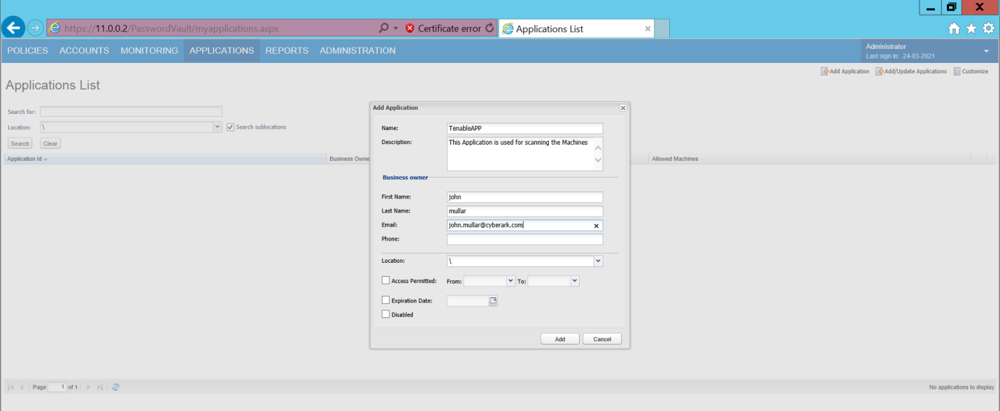 https://11.0.0.2/PasswordVault/myapplications.aspx Certificate error Applications List
POLICIES ACCOUNTS MONITORING APPLICATIONS REPORTS ADMINISTRATION
Administrator
Last sign in: 24-03-2021
Add Application Add/Update Applications Customize
Applications List
Search for:
Location: \ Search sublocations
Search Clear
Application Id Business Owne Allowed Machines
Add Application
Name: TenableAPP
Description: This Application is used for scanning the Machines
Business owner
First Name: john
Last Name: mullar
Email: john.mullar@cyberark.com
Phone:
Location: \
Access Permitted: From: To:
Expiration Date:
Disabled
Add Cancel
Page 1 of 1 No applications to display